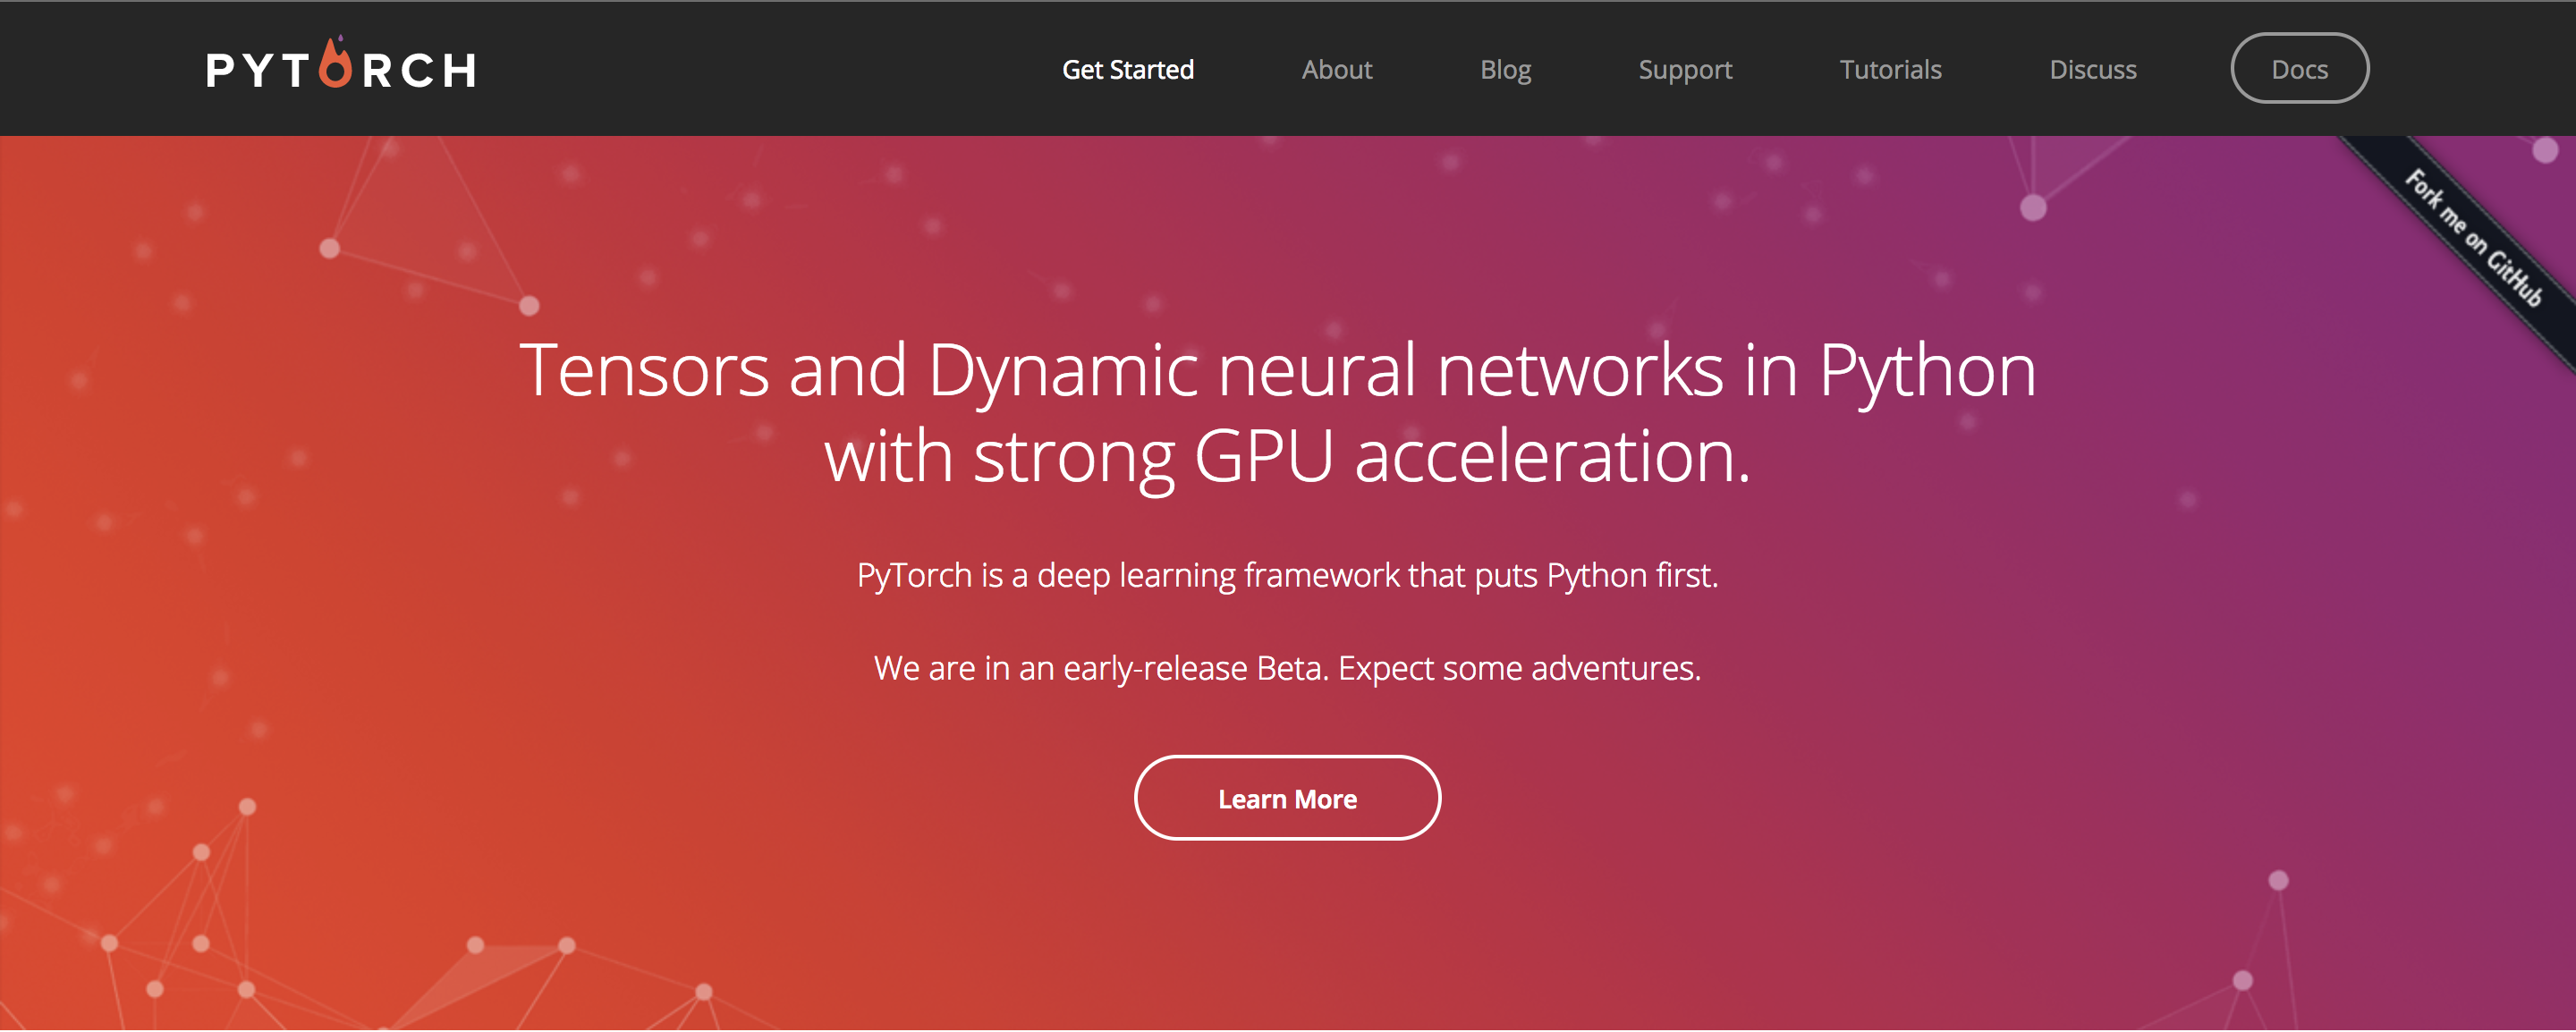 PYTORCH
Get Started
About
Blog
Support
Tutorials
Discuss
Docs
Fork me on GitHub
Tensors and Dynamic neural networks in Python
with strong GPU acceleration.
PyTorch is a deep learning framework that puts Python first.
We are in an early-release Beta. Expect some adventures.
Learn More